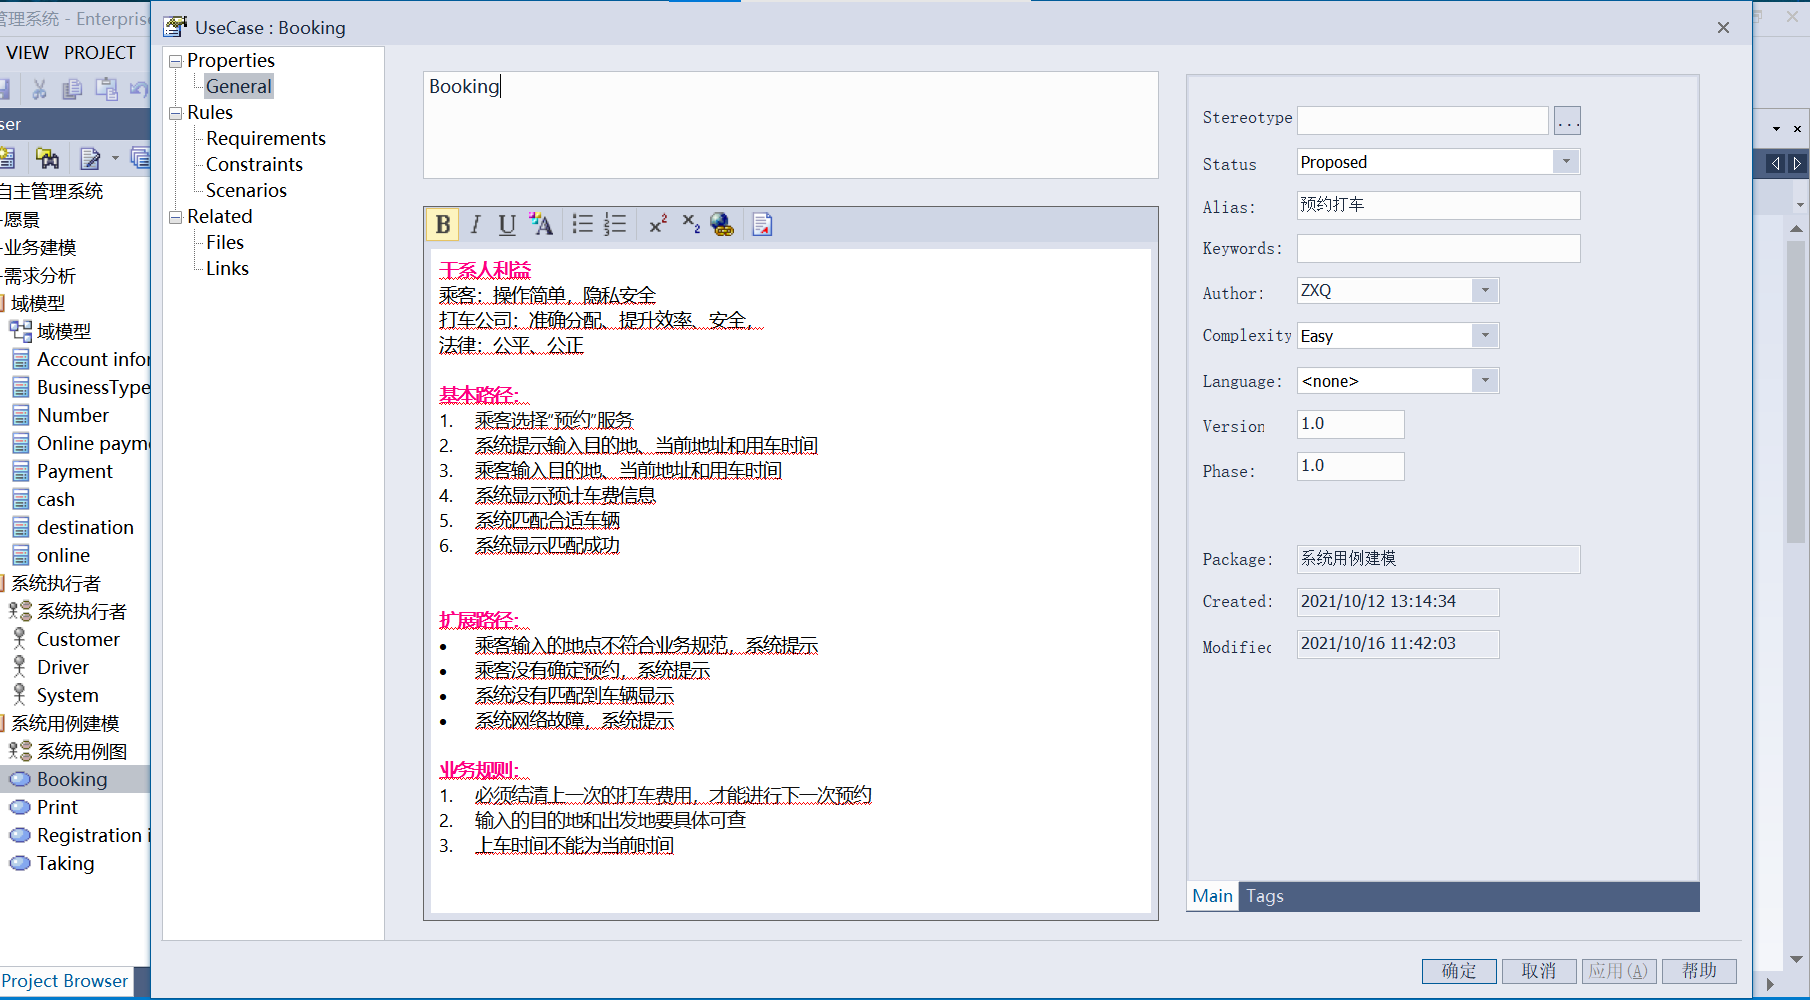 管理系统 - Enterpris
UseCase : Booking
VIEW PROJECT
ser
自主管理系统
愿景
业务建模
需求分析
域模型
域模型
Account infor
BusinessType
Number
Online paym
Payment
cash
destination
online
系统执行者
系统执行者
Customer
Driver
System
系统用例建模
系统用例图
Booking
Print
Registration i
Taking
Project Browser
Properties
General
Rules
Requirements
Constraints
Scenarios
Related
Files
Links
Booking
B I U A x² x₂
干系人利益
乘客：操作简单，隐私安全
打车公司：准确分配、提升效率、安全，
法律：公平、公正
基本路径：
1. 乘客选择“预约”服务
2. 系统提示输入目的地、当前地址和用车时间
3. 乘客输入目的地、当前地址和用车时间
4. 系统显示预计车费信息
5. 系统匹配合适车辆
6. 系统显示匹配成功
扩展路径：
• 乘客输入的地点不符合业务规范，系统提示
• 乘客没有确定预约，系统提示
• 系统没有匹配到车辆显示
• 系统网络故障，系统提示
业务规则：
1. 必须结清上一次的打车费用，才能进行下一次预约
2. 输入的目的地和出发地要具体可查
3. 上车时间不能为当前时间
Stereotype ...
Status Proposed
Alias: 预约打车
Keywords:
Author: ZXQ
Complexity Easy
Language: <none>
Version 1.0
Phase: 1.0
Package: 系统用例建模
Created: 2021/10/12 13:14:34
Modified 2021/10/16 11:42:03
Main Tags
确定 取消 应用(A) 帮助